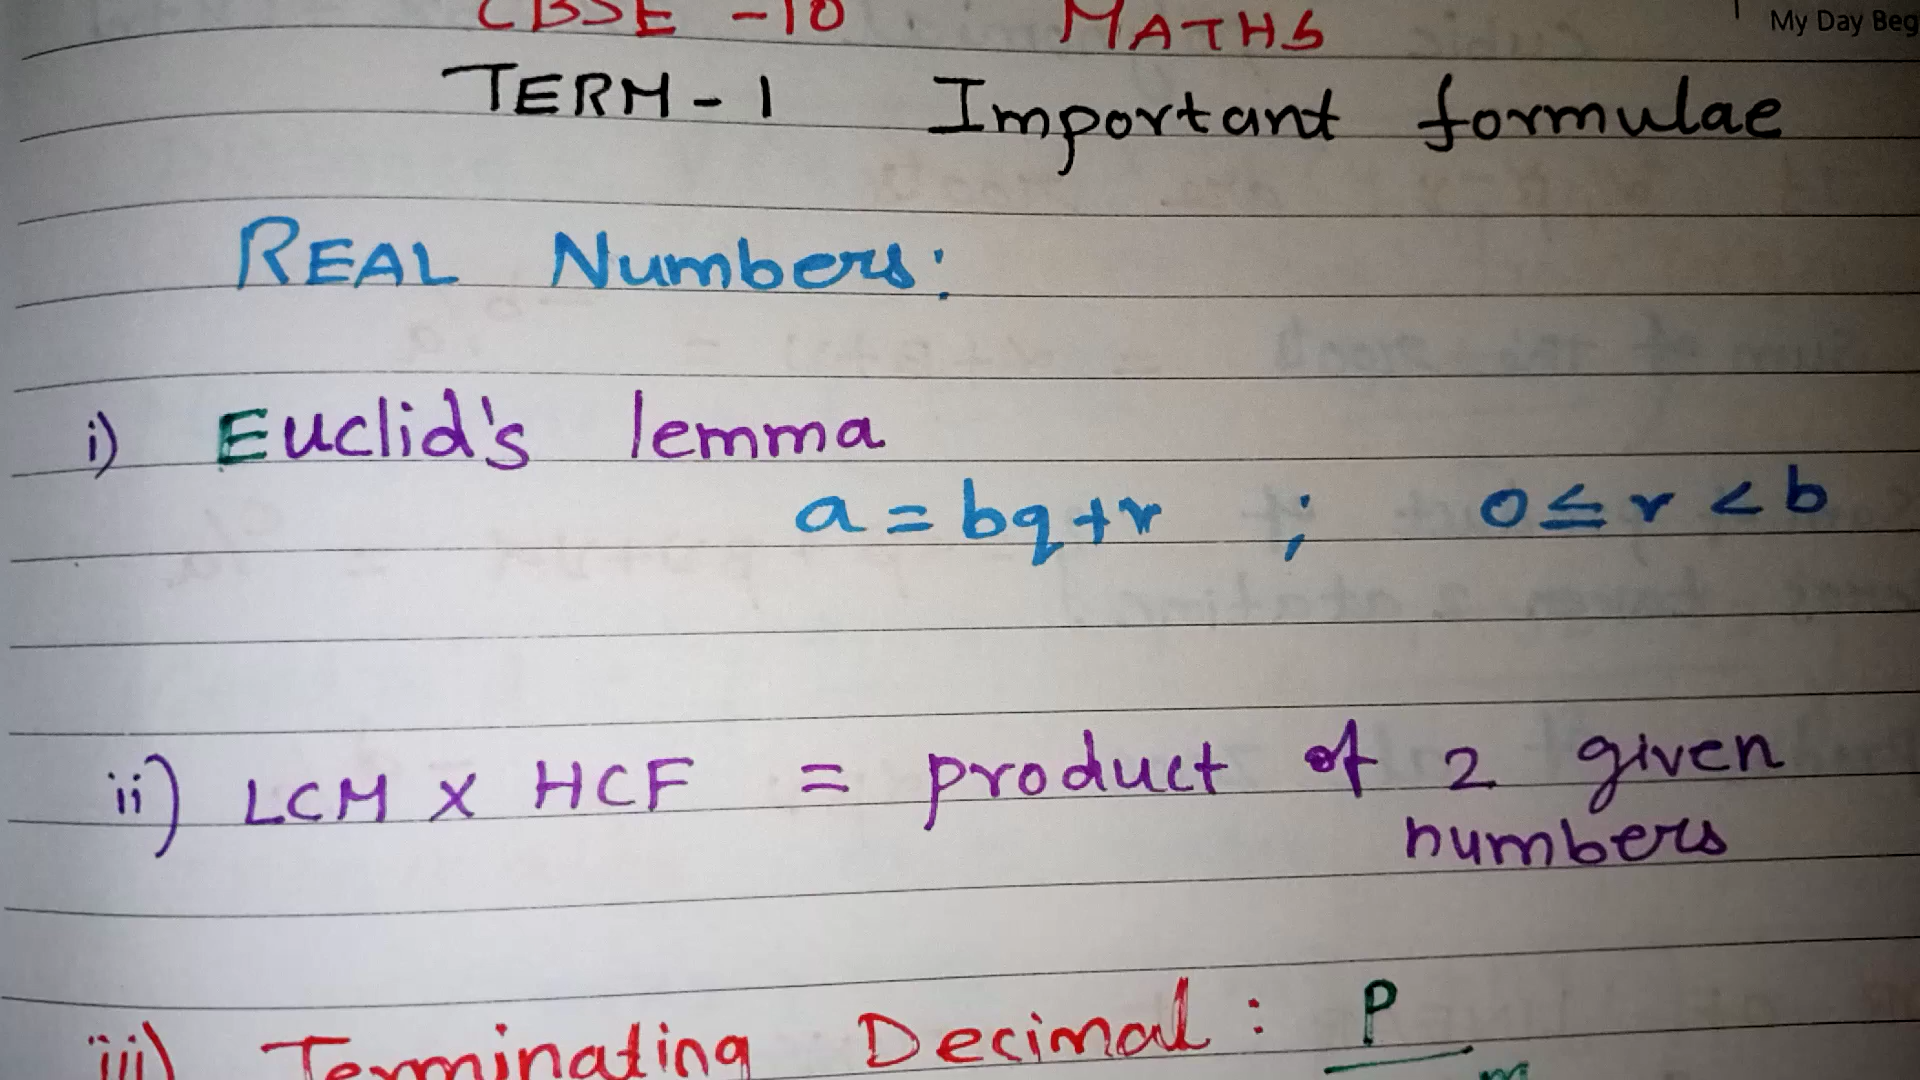 CBSE -10 MATHS
My Day Beg
TERM - 1 Important formulae
REAL Numbers:
i) Euclid's lemma
a = bq + r ; 0 ≤ r < b
ii) LCM X HCF = product of 2 given
numbers
iii) Terminating Decimal : P